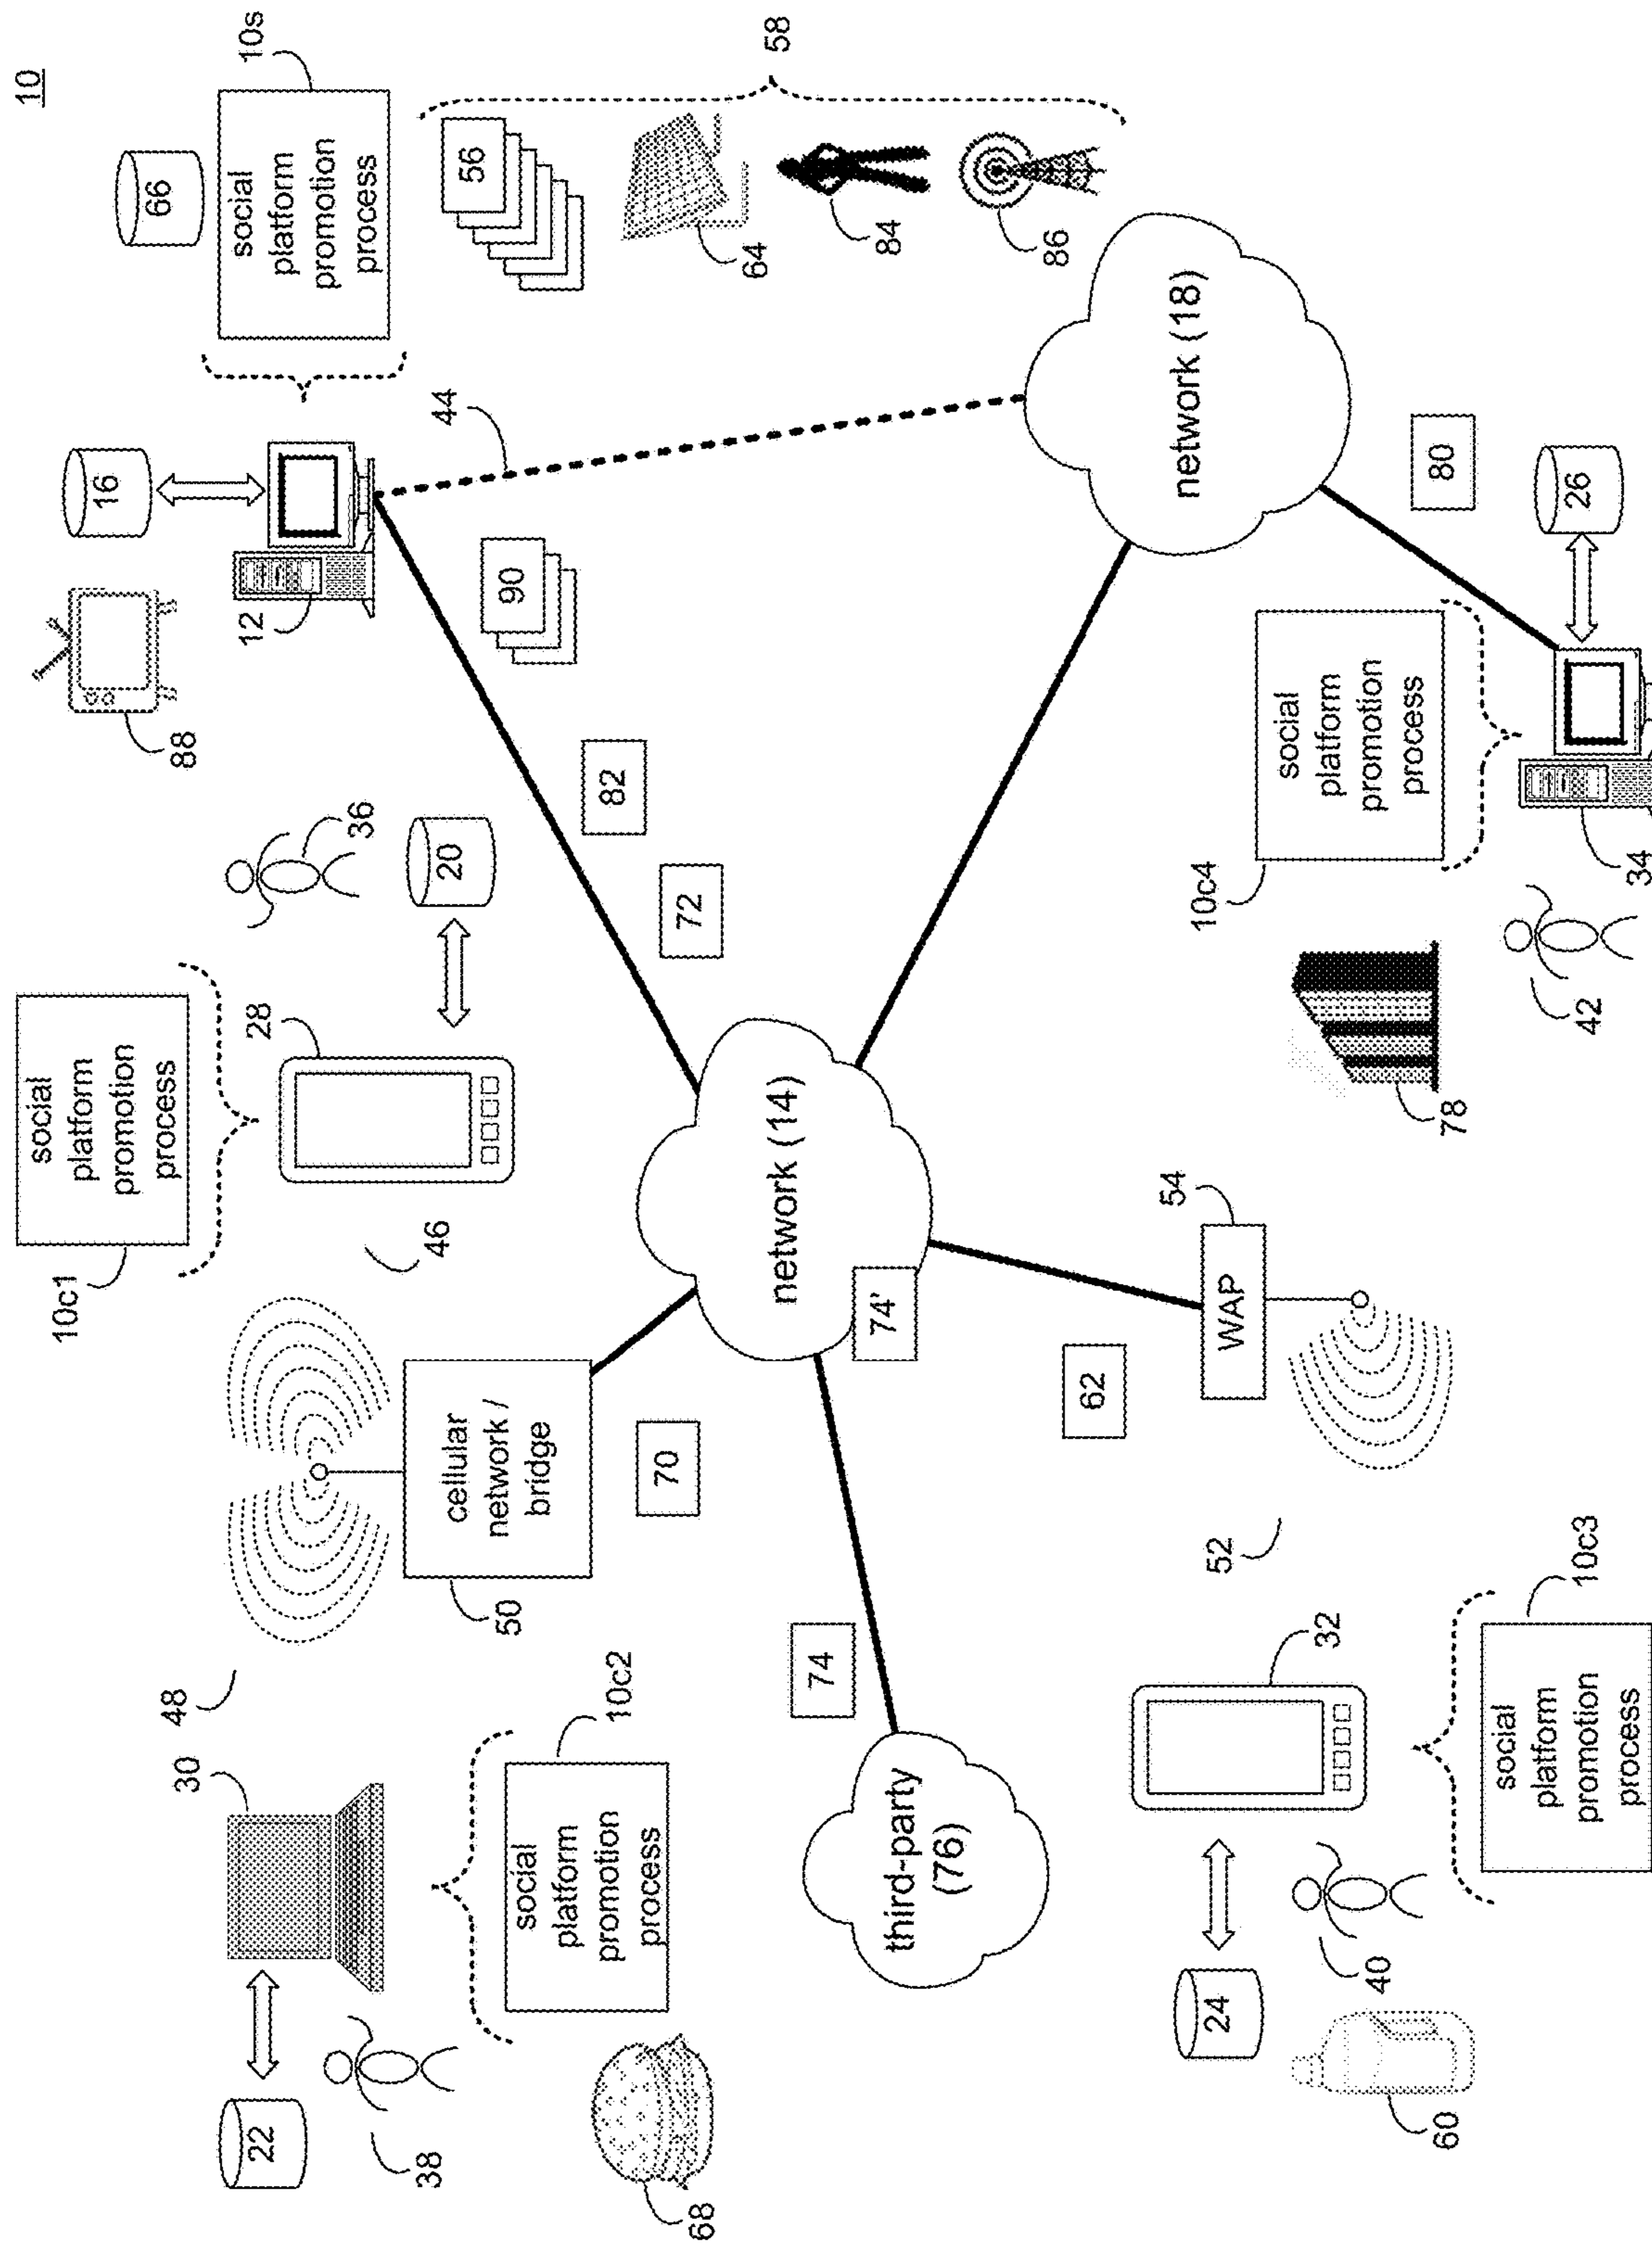 10
10c1
social
platform
promotion
process
10s
social
platform
promotion
process
66
16
88
12
36
20
28
46
48
30
22
38
10c2
social
platform
promotion
process
68
50
cellular
network /
bridge
70
72
82
90
44
56
64
84
86
58
network (14)
74'
74
third-party
(76)
network (18)
62
WAP
54
52
32
24
40
60
10c3
social
platform
promotion
process
78
10c4
social
platform
promotion
process
80
26
42
34